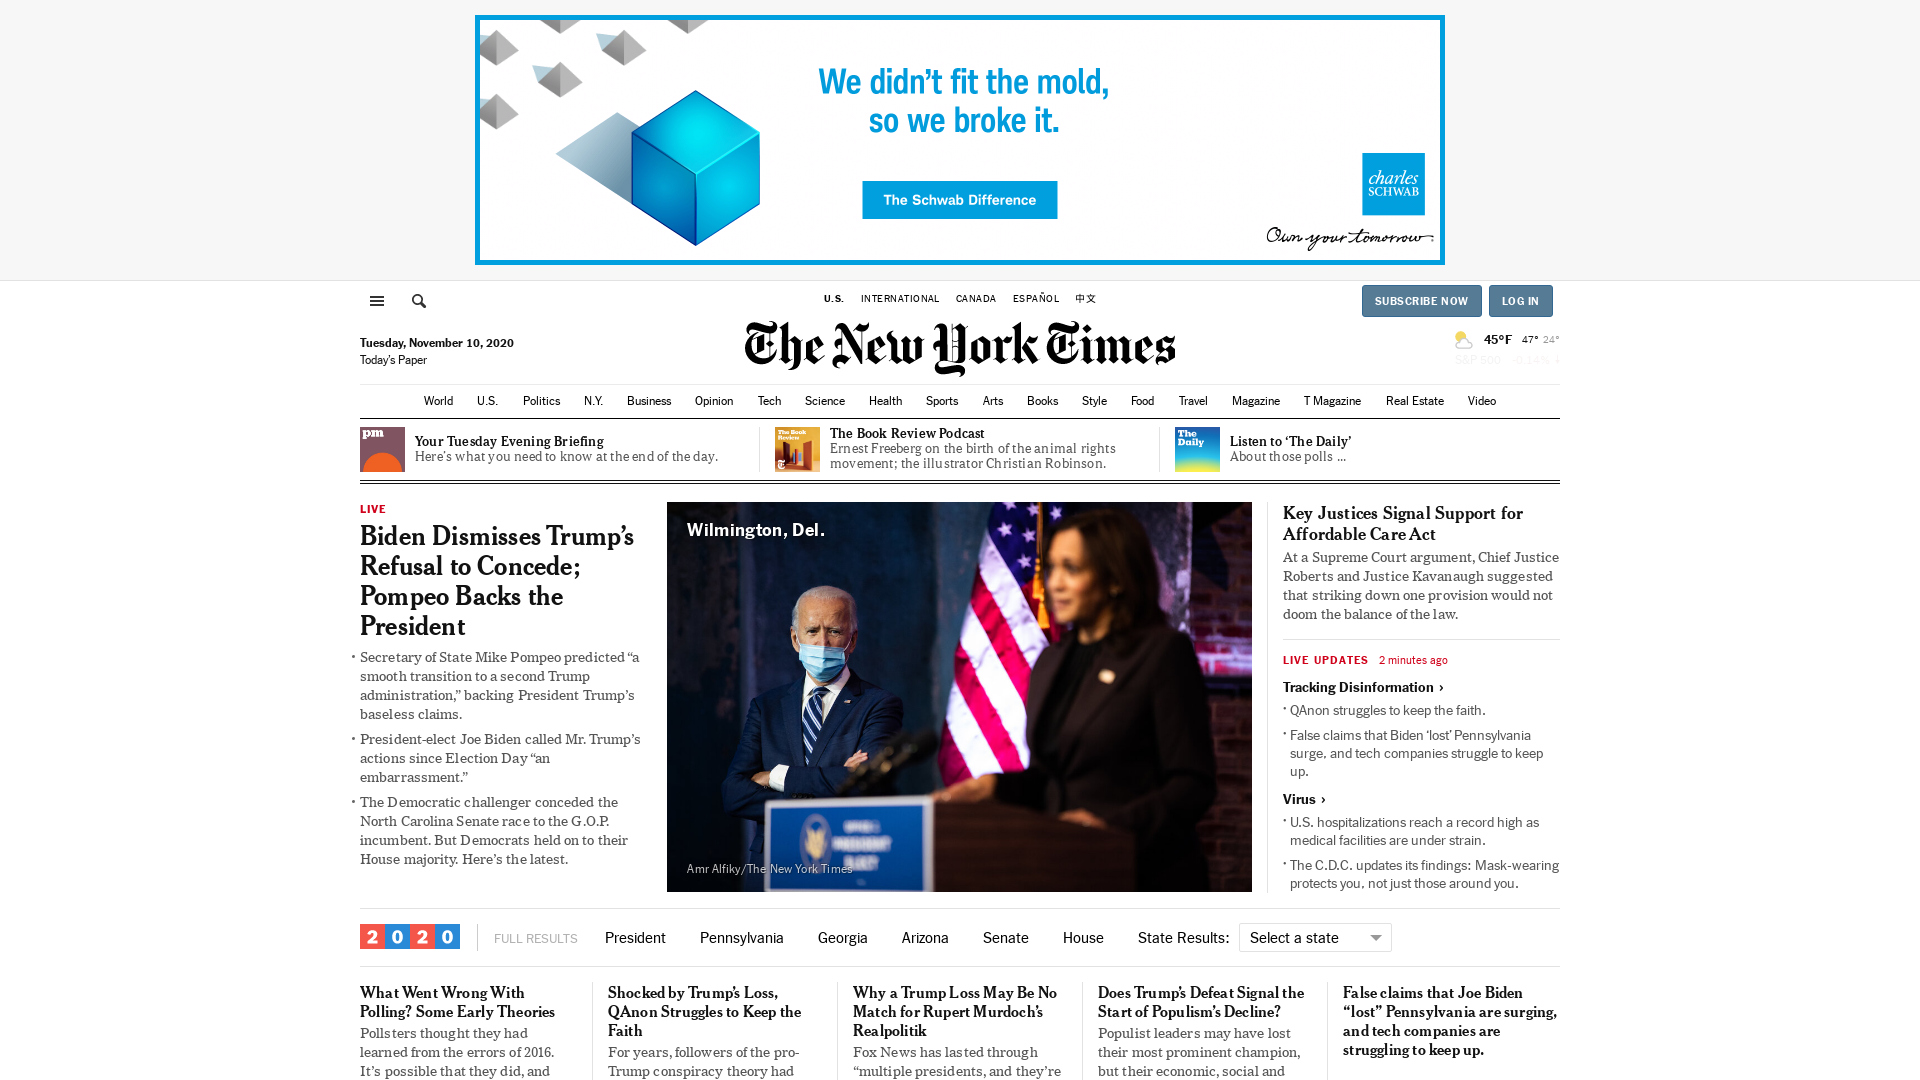 We didn't fit the mold,
so we broke it.
The Schwab Difference
charles
SCHWAB
Own your tomorrow.
U.S. INTERNATIONAL CANADA ESPAÑOL 中文
SUBSCRIBE NOW LOG IN
The New York Times
Tuesday, November 10, 2020
Today's Paper
45°F 47° 24°
S&P 500 -0.14%
World U.S. Politics N.Y. Business Opinion Tech Science Health Sports Arts Books Style Food Travel Magazine T Magazine Real Estate Video
pm
Your Tuesday Evening Briefing
Here's what you need to know at the end of the day.
The Book
Review
The Book Review Podcast
Ernest Freeberg on the birth of the animal rights
movement; the illustrator Christian Robinson.
The
Daily
Listen to ‘The Daily’
About those polls ...
LIVE
Biden Dismisses Trump’s
Refusal to Concede;
Pompeo Backs the
President
• Secretary of State Mike Pompeo predicted “a
smooth transition to a second Trump
administration,” backing President Trump’s
baseless claims.
• President-elect Joe Biden called Mr. Trump’s
actions since Election Day “an
embarrassment.”
• The Democratic challenger conceded the
North Carolina Senate race to the G.O.P.
incumbent. But Democrats held on to their
House majority. Here’s the latest.
Wilmington, Del.
Amr Alfiky/The New York Times
Key Justices Signal Support for
Affordable Care Act
At a Supreme Court argument, Chief Justice
Roberts and Justice Kavanaugh suggested
that striking down one provision would not
doom the balance of the law.
LIVE UPDATES 2 minutes ago
Tracking Disinformation ›
• QAnon struggles to keep the faith.
• False claims that Biden ‘lost’ Pennsylvania
surge, and tech companies struggle to keep
up.
Virus ›
• U.S. hospitalizations reach a record high as
medical facilities are under strain.
• The C.D.C. updates its findings: Mask-wearing
protects you, not just those around you.
2020 FULL RESULTS President Pennsylvania Georgia Arizona Senate House State Results: Select a state
What Went Wrong With
Polling? Some Early Theories
Pollsters thought they had
learned from the errors of 2016.
It’s possible that they did, and
Shocked by Trump’s Loss,
QAnon Struggles to Keep the
Faith
For years, followers of the pro-
Trump conspiracy theory had
Why a Trump Loss May Be No
Match for Rupert Murdoch’s
Realpolitik
Fox News has lasted through
“multiple presidents, and they’re
Does Trump’s Defeat Signal the
Start of Populism’s Decline?
Populist leaders may have lost
their most prominent champion,
but their economic, social and
False claims that Joe Biden
“lost” Pennsylvania are surging,
and tech companies are
struggling to keep up.